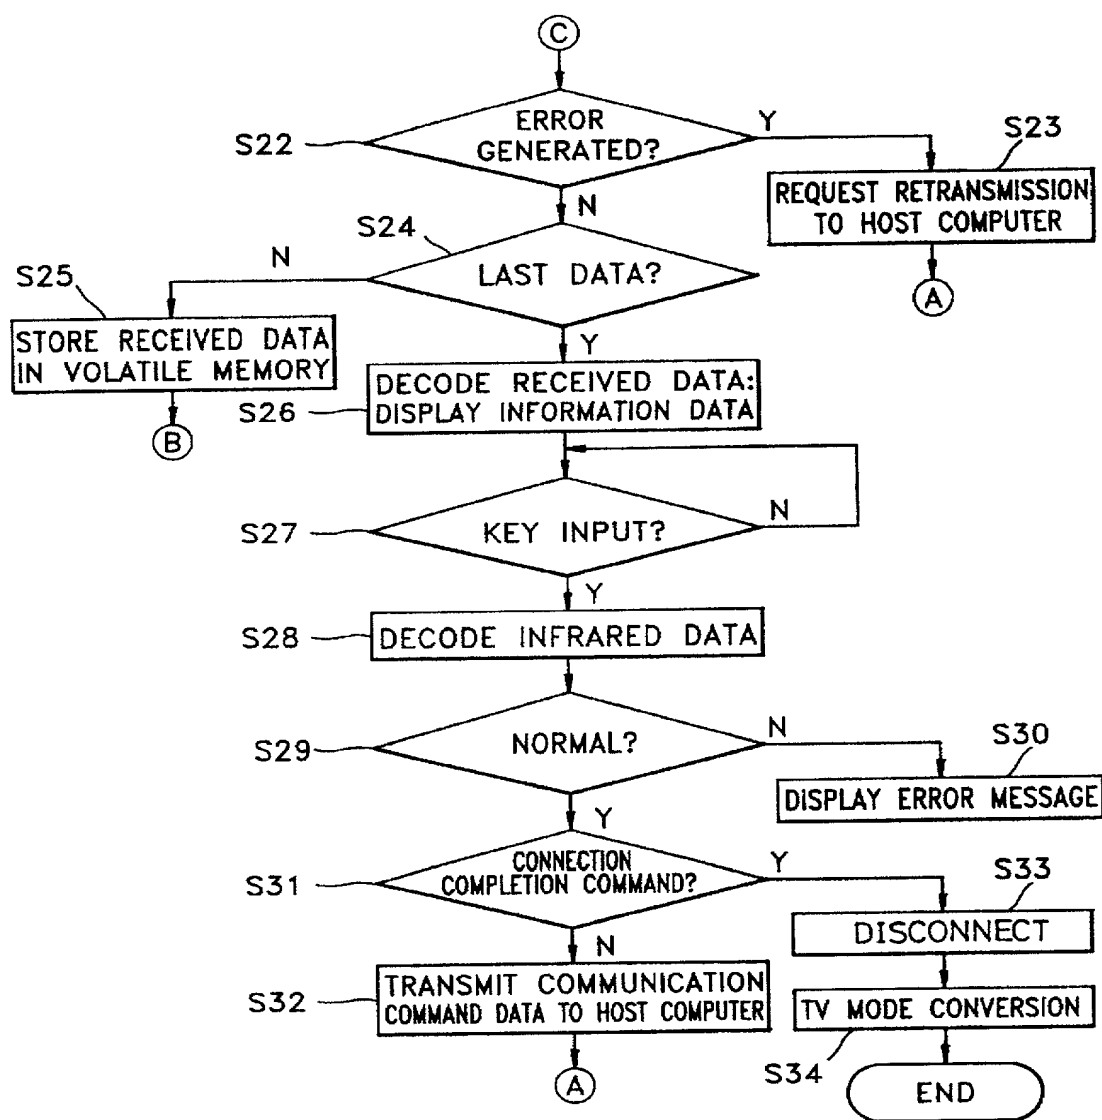 C
ERROR
GENERATED?
S22
Y
S23
REQUEST RETRANSMISSION
TO HOST COMPUTER
A
N
S24
LAST DATA?
N
S25
STORE RECEIVED DATA
IN VOLATILE MEMORY
B
Y
DECODE RECEIVED DATA:
DISPLAY INFORMATION DATA
S26
S27
KEY INPUT?
N
Y
S28
DECODE INFRARED DATA
S29
NORMAL?
N
S30
DISPLAY ERROR MESSAGE
Y
CONNECTION
COMPLETION COMMAND?
S31
Y
S33
DISCONNECT
N
TRANSMIT COMMUNICATION
COMMAND DATA TO HOST COMPUTER
S32
A
TV MODE CONVERSION
S34
END